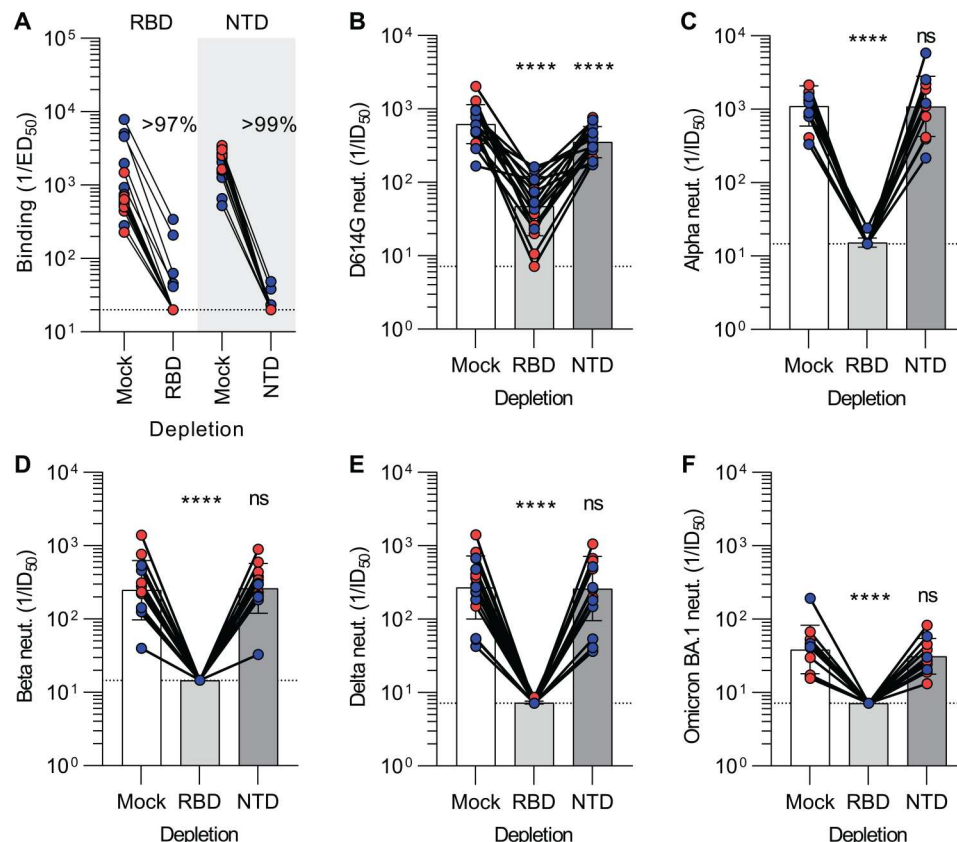 A
RBD NTD
Binding (1/ED50)
10^5
10^4
10^3
10^2
10^1
>97% >99%
Mock RBD Mock NTD
Depletion
B
D614G neut. (1/ID50)
10^4
10^3
10^2
10^1
10^0
**** ****
Mock RBD NTD
Depletion
C
Alpha neut. (1/ID50)
10^4
10^3
10^2
10^1
10^0
**** ns
Mock RBD NTD
Depletion
D
Beta neut. (1/ID50)
10^4
10^3
10^2
10^1
10^0
**** ns
Mock RBD NTD
Depletion
E
Delta neut. (1/ID50)
10^4
10^3
10^2
10^1
10^0
**** ns
Mock RBD NTD
Depletion
F
Omicron BA.1 neut. (1/ID50)
10^4
10^3
10^2
10^1
10^0
**** ns
Mock RBD NTD
Depletion